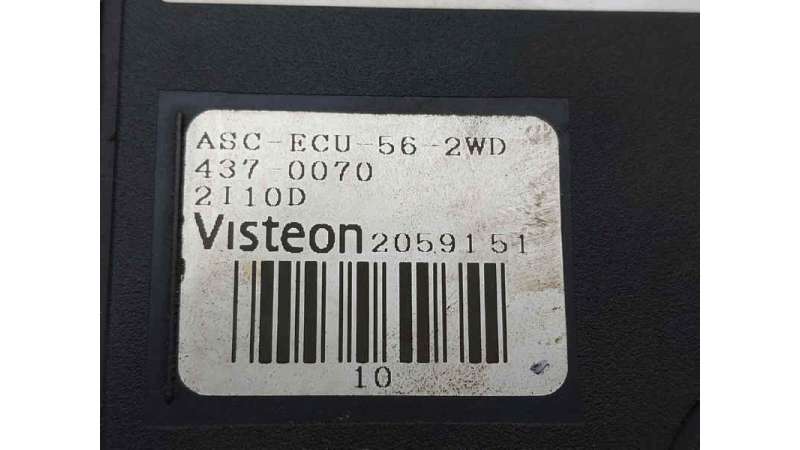 ASC-ECU-56-2WD
437-0070
2I10D
Visteon 2059151
10